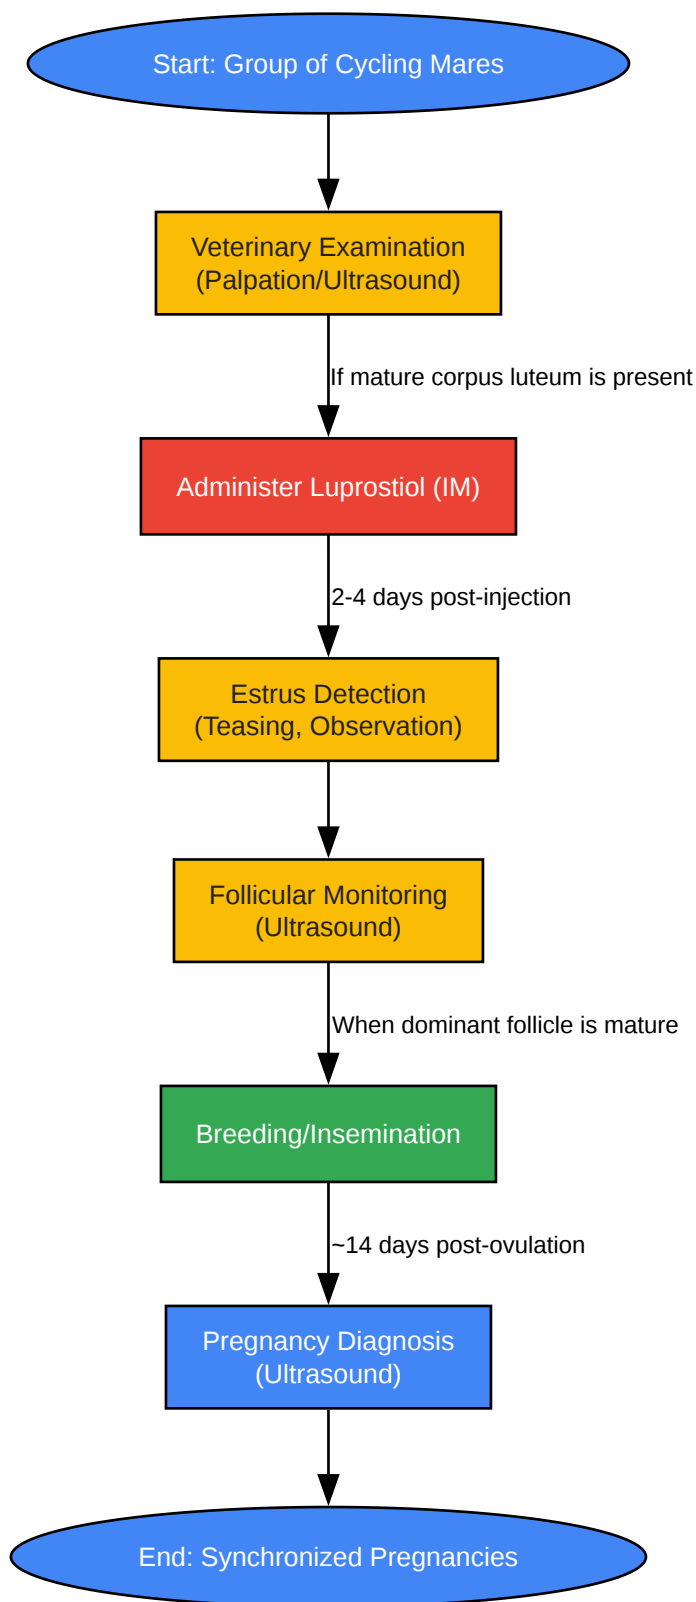 Start: Group of Cycling Mares
Veterinary Examination
(Palpation/Ultrasound)
If mature corpus luteum is present
Administer Luprostiol (IM)
2-4 days post-injection
Estrus Detection
(Teasing, Observation)
Follicular Monitoring
(Ultrasound)
When dominant follicle is mature
Breeding/Insemination
~14 days post-ovulation
Pregnancy Diagnosis
(Ultrasound)
End: Synchronized Pregnancies